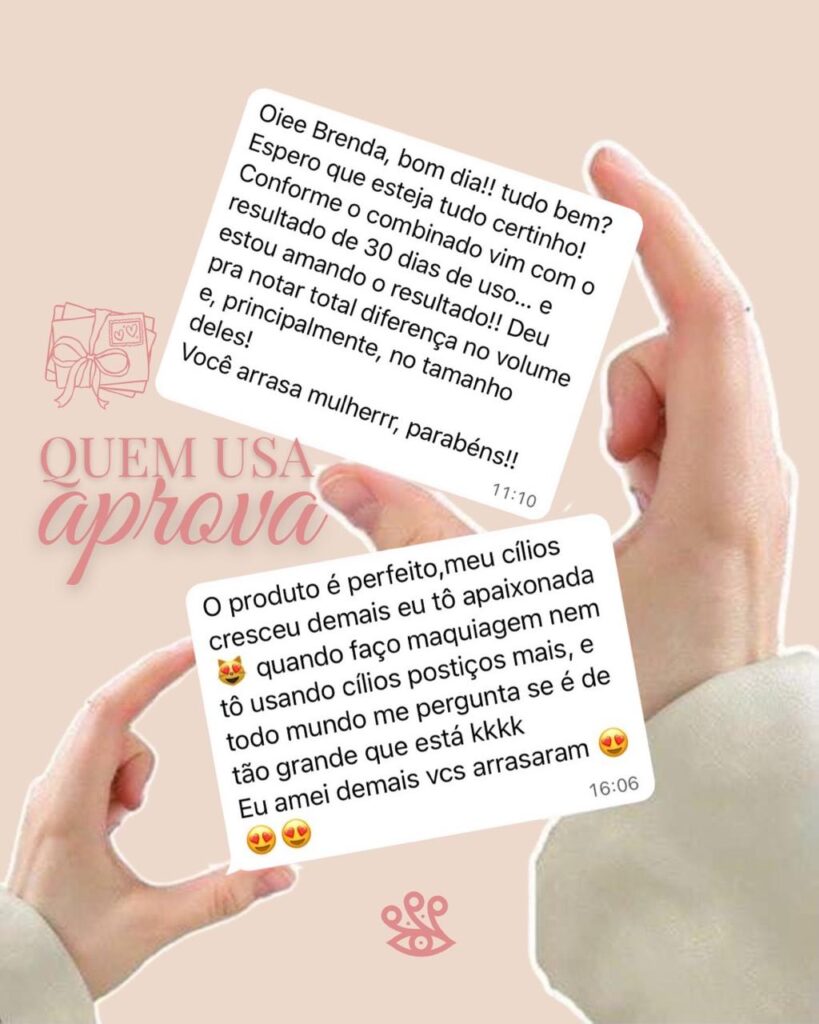 Oiee Brenda, bom dia!! tudo bem?
Espero que esteja tudo certinho!
Conforme o combinado vim com o
resultado de 30 dias de uso... e
estou amando o resultado!! Deu
pra notar total diferença no volume
e, principalmente, no tamanho
deles!
Você arrasa mulherrr, parabéns!!
11:10
QUEM USA
aprova
O produto é perfeito,meu cílios
cresceu demais eu tô apaixonada
😻 quando faço maquiagem nem
tô usando cílios postiços mais, e
todo mundo me pergunta se é de
tão grande que está kkkk
Eu amei demais vcs arrasaram 😍
😍😍
16:06